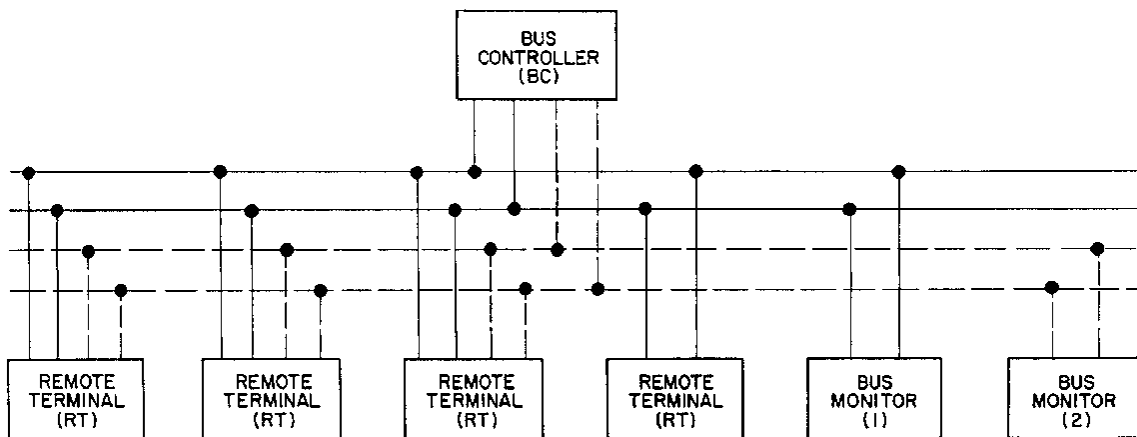 BUS
CONTROLLER
(BC)
REMOTE
TERMINAL
(RT)
REMOTE
TERMINAL
(RT)
REMOTE
TERMINAL
(RT)
REMOTE
TERMINAL
(RT)
BUS
MONITOR
(1)
BUS
MONITOR
(2)